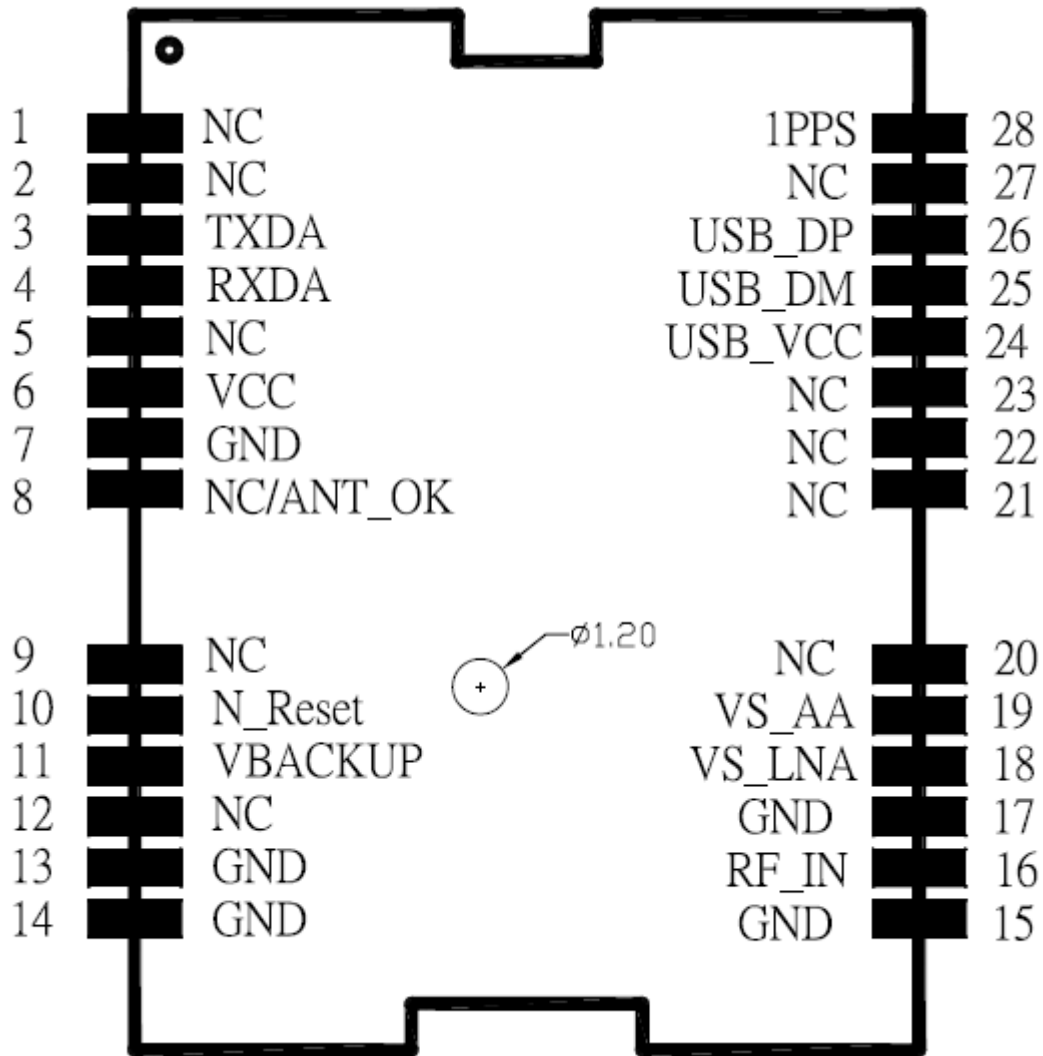 1 NC 1PPS 28
2 NC NC 27
3 TXDA USB_DP 26
4 RXDA USB_DM 25
5 NC USB_VCC 24
6 VCC NC 23
7 GND NC 22
8 NC/ANT_OK NC 21
ø1.20
9 NC NC 20
10 N_Reset VS_AA 19
11 VBACKUP VS_LNA 18
12 NC GND 17
13 GND RF_IN 16
14 GND GND 15